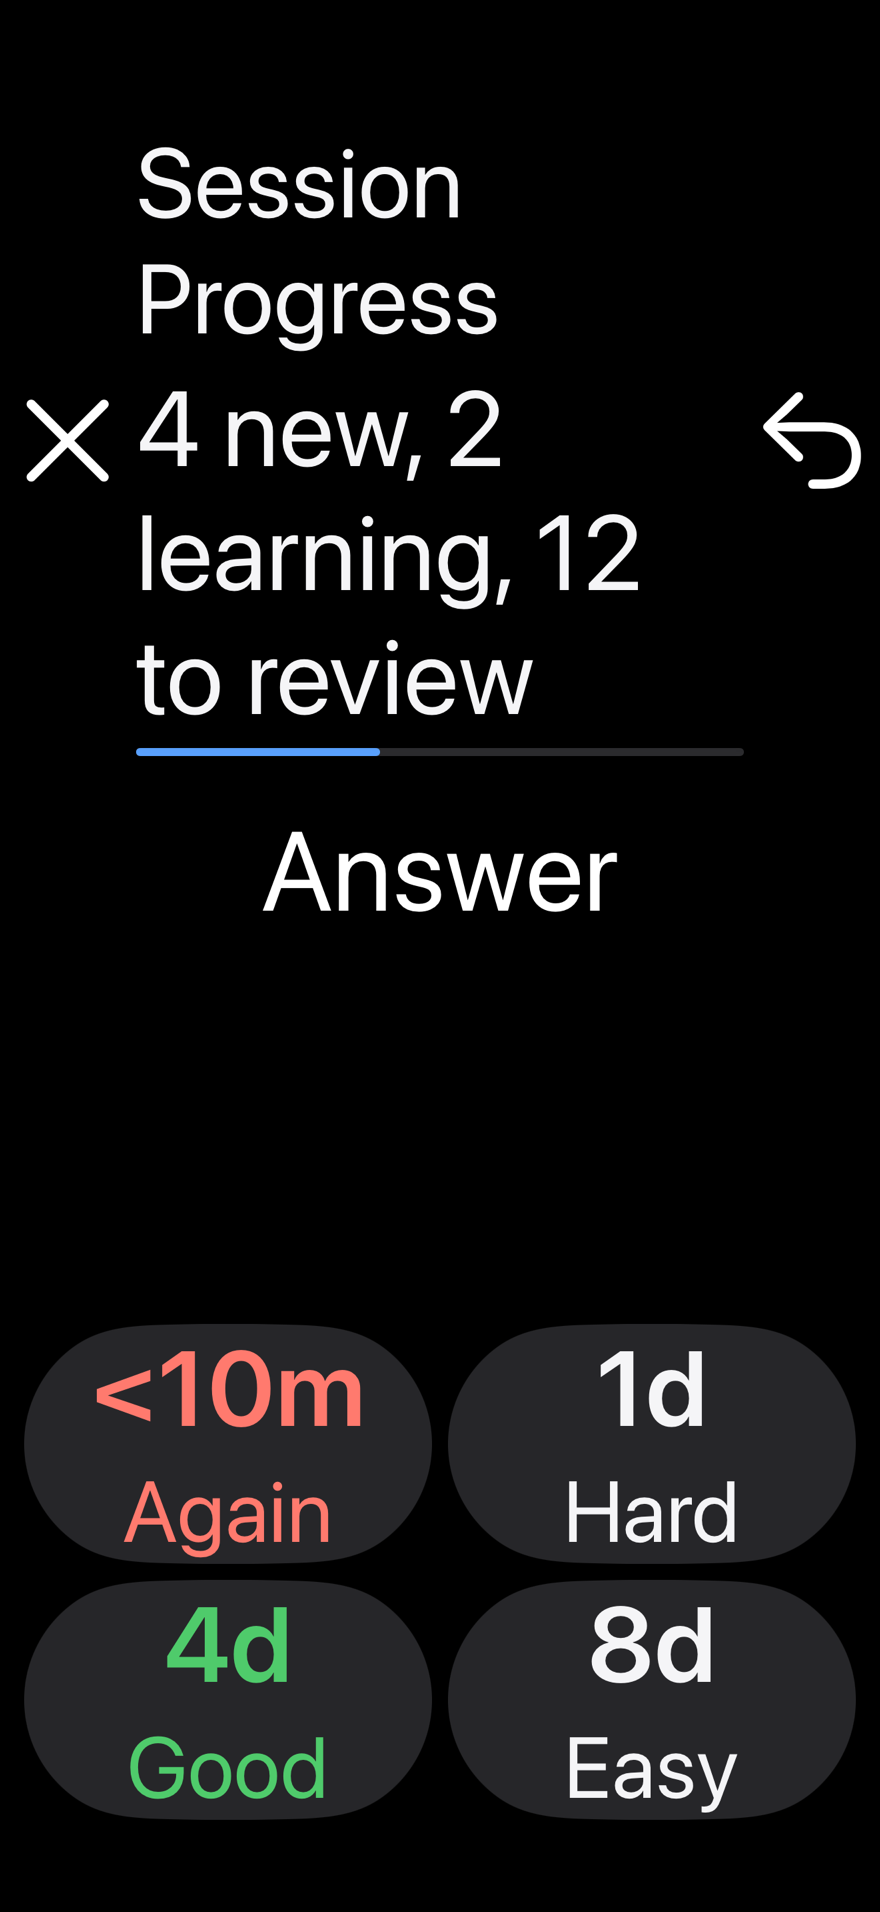 Session
Progress
4 new, 2
learning, 12
to review
Answer
<10m
Again
1d
Hard
4d
Good
8d
Easy